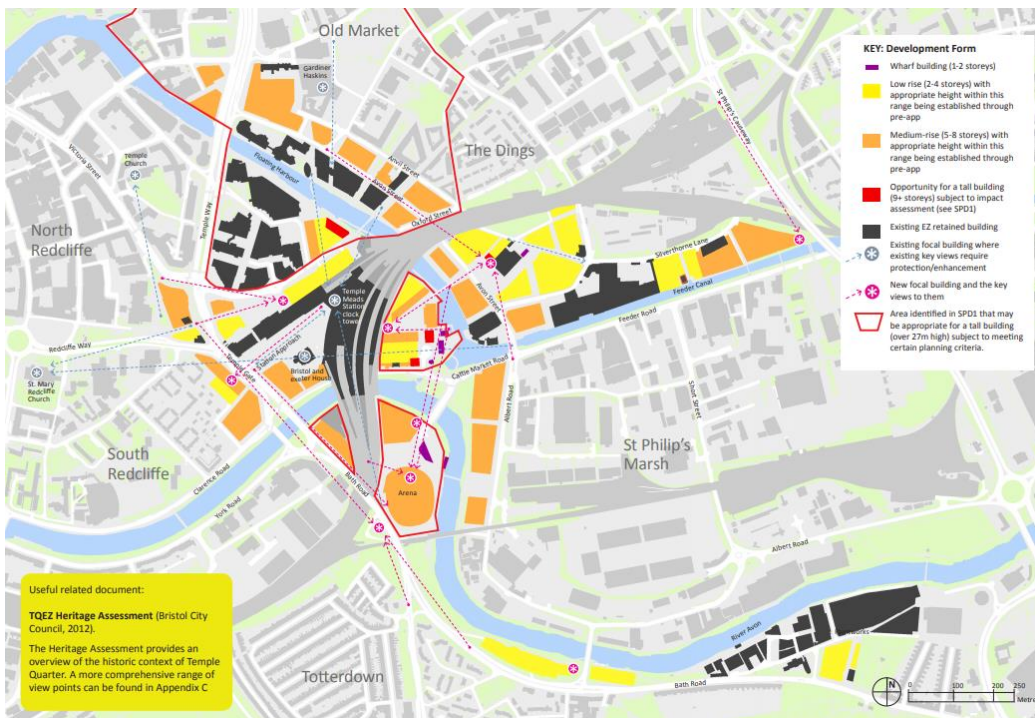 Old Market
Gardiner
Haskins
KEY: Development Form
Wharf building (1-2 storeys)
Low rise (2-4 storeys) with
appropriate height within this
range being established through
pre-app
Medium-rise (5-8 storeys) with
appropriate height within this
range being established through
pre-app
Opportunity for a tall building
(9+ storeys) subject to impact
assessment (see SPD1)
Existing EZ retained building
Existing focal building where
existing key views require
protection/enhancement
New focal building and the key
views to them
Area identified in SPD1 that may
be appropriate for a tall building
(over 27m high) subject to meeting
certain planning criteria.
St Philip's Causeway
Victoria Street
Temple
Church
Floating Harbour
Anvil Street
The Dings
Avon Street
Temple Way
Oxford Street
North
Redcliffe
Silverthorne Lane
Feeder Canal
Avon Street
Feeder Road
Temple
Meads
Station
clock
tower
Redcliffe Way
Station Approach
Bristol and
exeter House
Cattle Market Road
St. Mary
Redcliffe
Church
Albert Road
Short Street
St Philip's
Marsh
South
Redcliffe
Clarence Road
York Road
Bath Road
Arena
Albert Road
Useful related document:
TQEZ Heritage Assessment (Bristol City
Council, 2012).
The Heritage Assessment provides an
overview of the historic context of Temple
Quarter. A more comprehensive range of
view points can be found in Appendix C
River Avon
Totterdown
Bath Road
N
0 100 200 250
Metre